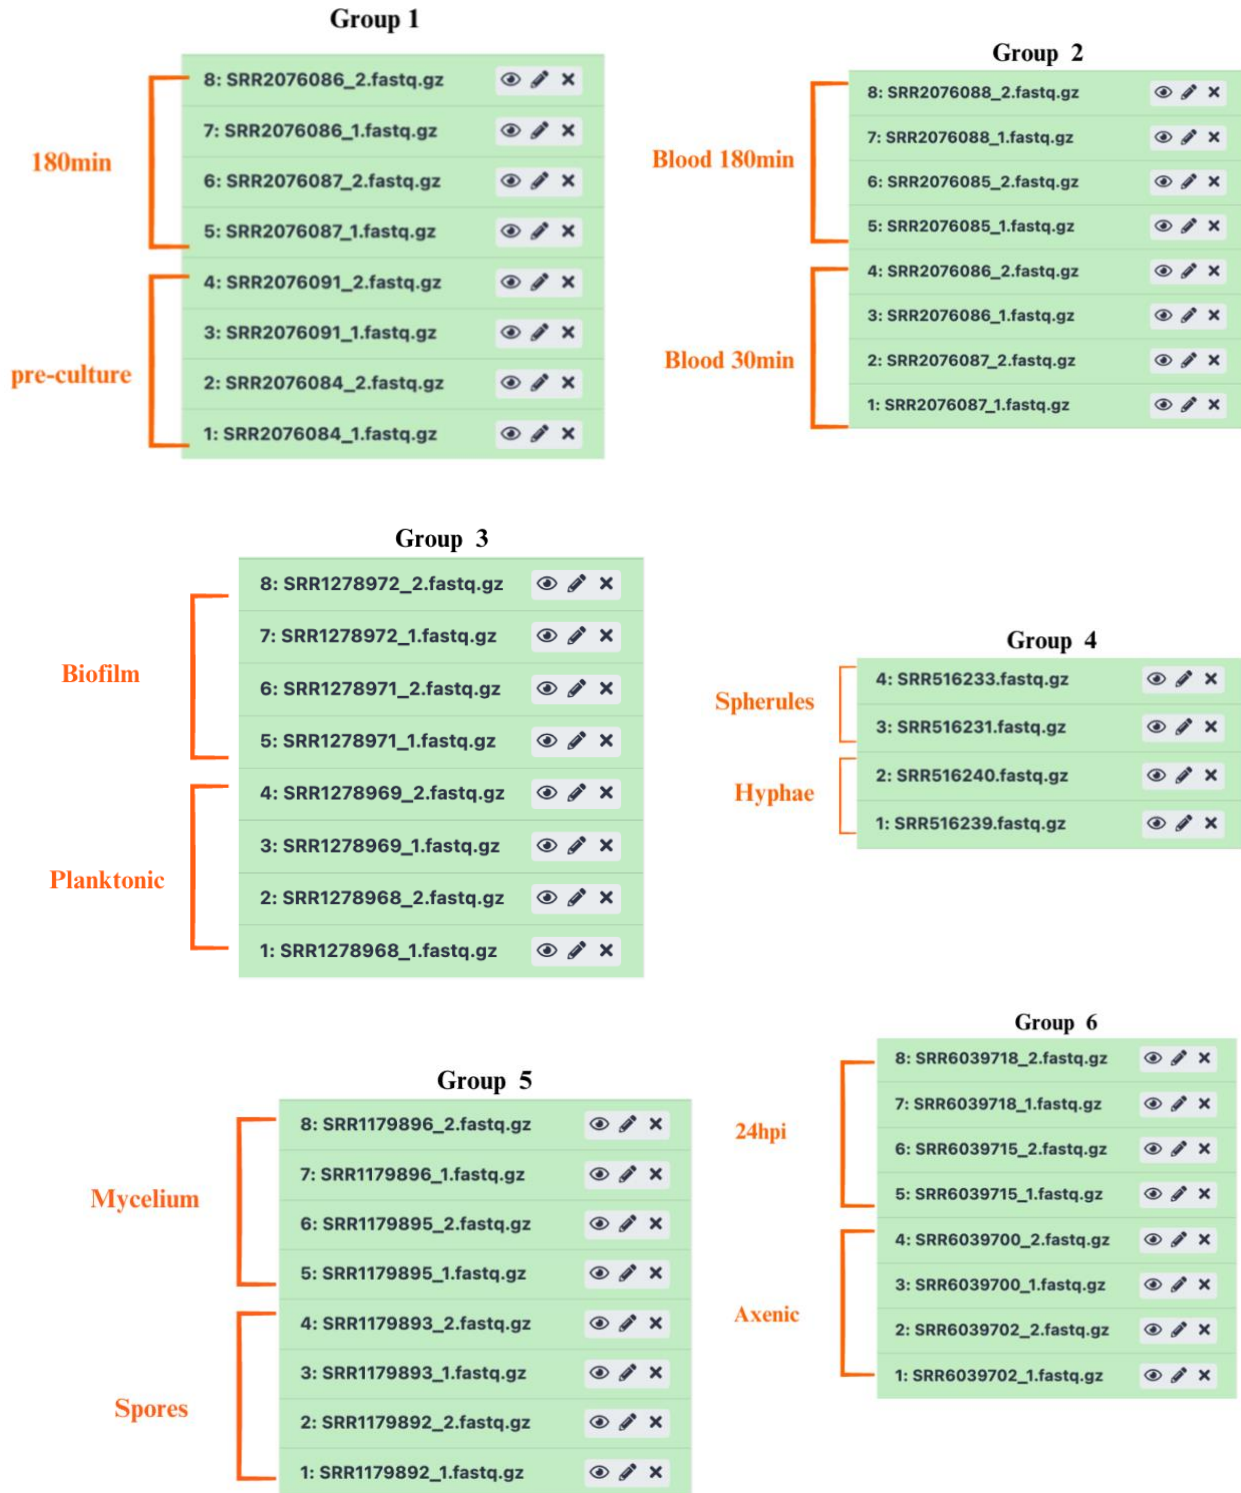 Group 1
8: SRR2076086_2.fastq.gz
7: SRR2076086_1.fastq.gz
180min
6: SRR2076087_2.fastq.gz
5: SRR2076087_1.fastq.gz
4: SRR2076091_2.fastq.gz
3: SRR2076091_1.fastq.gz
pre-culture
2: SRR2076084_2.fastq.gz
1: SRR2076084_1.fastq.gz
Group 2
8: SRR2076088_2.fastq.gz
7: SRR2076088_1.fastq.gz
Blood 180min
6: SRR2076085_2.fastq.gz
5: SRR2076085_1.fastq.gz
4: SRR2076086_2.fastq.gz
3: SRR2076086_1.fastq.gz
Blood 30min
2: SRR2076087_2.fastq.gz
1: SRR2076087_1.fastq.gz
Group 3
8: SRR1278972_2.fastq.gz
7: SRR1278972_1.fastq.gz
Biofilm
6: SRR1278971_2.fastq.gz
5: SRR1278971_1.fastq.gz
4: SRR1278969_2.fastq.gz
3: SRR1278969_1.fastq.gz
Planktonic
2: SRR1278968_2.fastq.gz
1: SRR1278968_1.fastq.gz
Group 4
4: SRR516233.fastq.gz
Spherules
3: SRR516231.fastq.gz
2: SRR516240.fastq.gz
Hyphae
1: SRR516239.fastq.gz
Group 5
8: SRR1179896_2.fastq.gz
7: SRR1179896_1.fastq.gz
Mycelium
6: SRR1179895_2.fastq.gz
5: SRR1179895_1.fastq.gz
4: SRR1179893_2.fastq.gz
3: SRR1179893_1.fastq.gz
Spores
2: SRR1179892_2.fastq.gz
1: SRR1179892_1.fastq.gz
Group 6
8: SRR6039718_2.fastq.gz
7: SRR6039718_1.fastq.gz
24hpi
6: SRR6039715_2.fastq.gz
5: SRR6039715_1.fastq.gz
4: SRR6039700_2.fastq.gz
3: SRR6039700_1.fastq.gz
Axenic
2: SRR6039702_2.fastq.gz
1: SRR6039702_1.fastq.gz